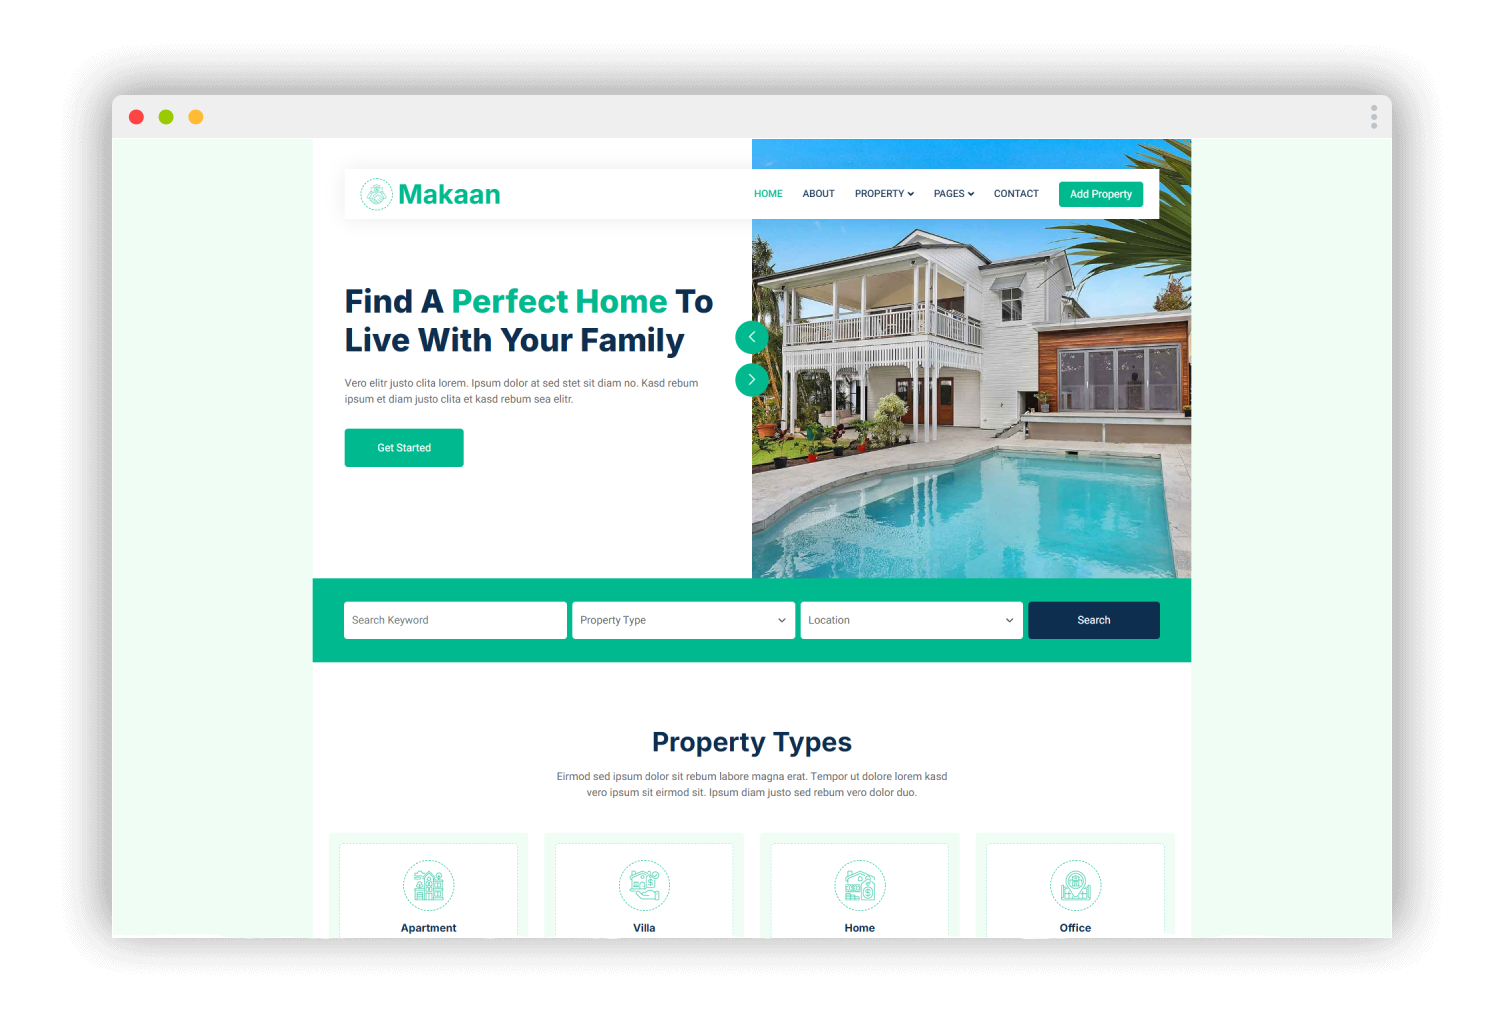 Makaan
HOME ABOUT PROPERTY PAGES CONTACT Add Property
Find A Perfect Home To
Live With Your Family
Vero elitr justo clita lorem. Ipsum dolor at sed stet sit diam no. Kasd rebum
ipsum et diam justo clita et kasd rebum sea elitr.
Get Started
Search Keyword Property Type Location Search
Property Types
Eirmod sed ipsum dolor sit rebum labore magna erat. Tempor ut dolore lorem kasd
vero ipsum sit eirmod sit. Ipsum diam justo sed rebum vero dolor duo.
Apartment Villa Home Office